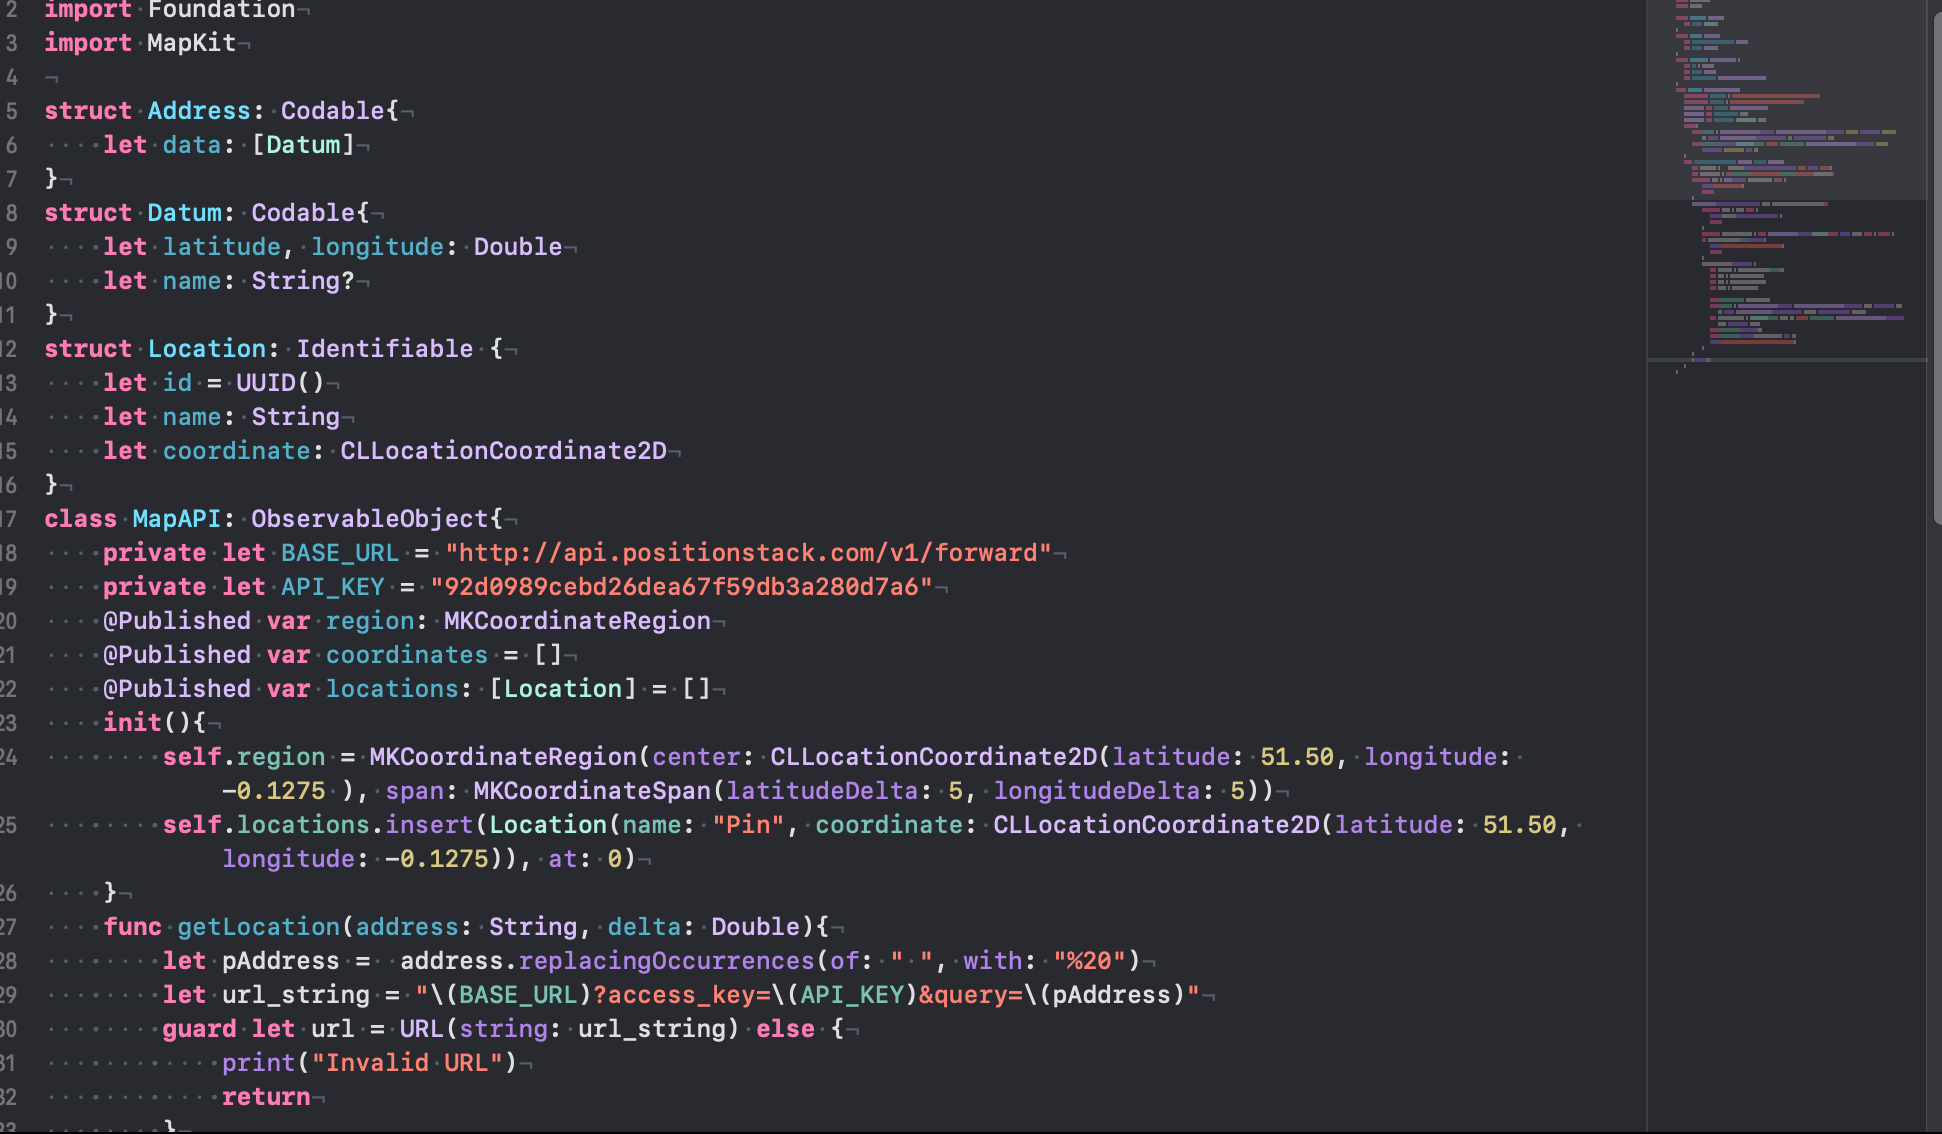 2 import Foundation¬
3 import MapKit¬
4 ¬
5 struct Address: Codable{¬
6 ····let data: [Datum]¬
7 }¬
8 struct Datum: Codable{¬
9 ····let latitude, longitude: Double¬
10 ····let name: String?¬
11 }¬
12 struct Location: Identifiable {¬
13 ····let id = UUID()¬
14 ····let name: String¬
15 ····let coordinate: CLLocationCoordinate2D¬
16 }¬
17 class MapAPI: ObservableObject{¬
18 ····private let BASE_URL = "http://api.positionstack.com/v1/forward"¬
19 ····private let API_KEY = "92d0989cebd26dea67f59db3a280d7a6"¬
20 ····@Published var region: MKCoordinateRegion¬
21 ····@Published var coordinates = []¬
22 ····@Published var locations: [Location] = []¬
23 ····init(){¬
24 ········self.region = MKCoordinateRegion(center: CLLocationCoordinate2D(latitude: 51.50, longitude:
-0.1275 ), span: MKCoordinateSpan(latitudeDelta: 5, longitudeDelta: 5))¬
25 ········self.locations.insert(Location(name: "Pin", coordinate: CLLocationCoordinate2D(latitude: 51.50,
longitude: -0.1275)), at: 0)¬
26 ····}¬
27 ····func getLocation(address: String, delta: Double){¬
28 ········let pAddress =  address.replacingOccurrences(of: " ", with: "%20")¬
29 ········let url_string = "\(BASE_URL)?access_key=\(API_KEY)&query=\(pAddress)"¬
30 ········guard let url = URL(string: url_string) else {¬
31 ············print("Invalid URL")¬
32 ············return¬
33 ········}¬